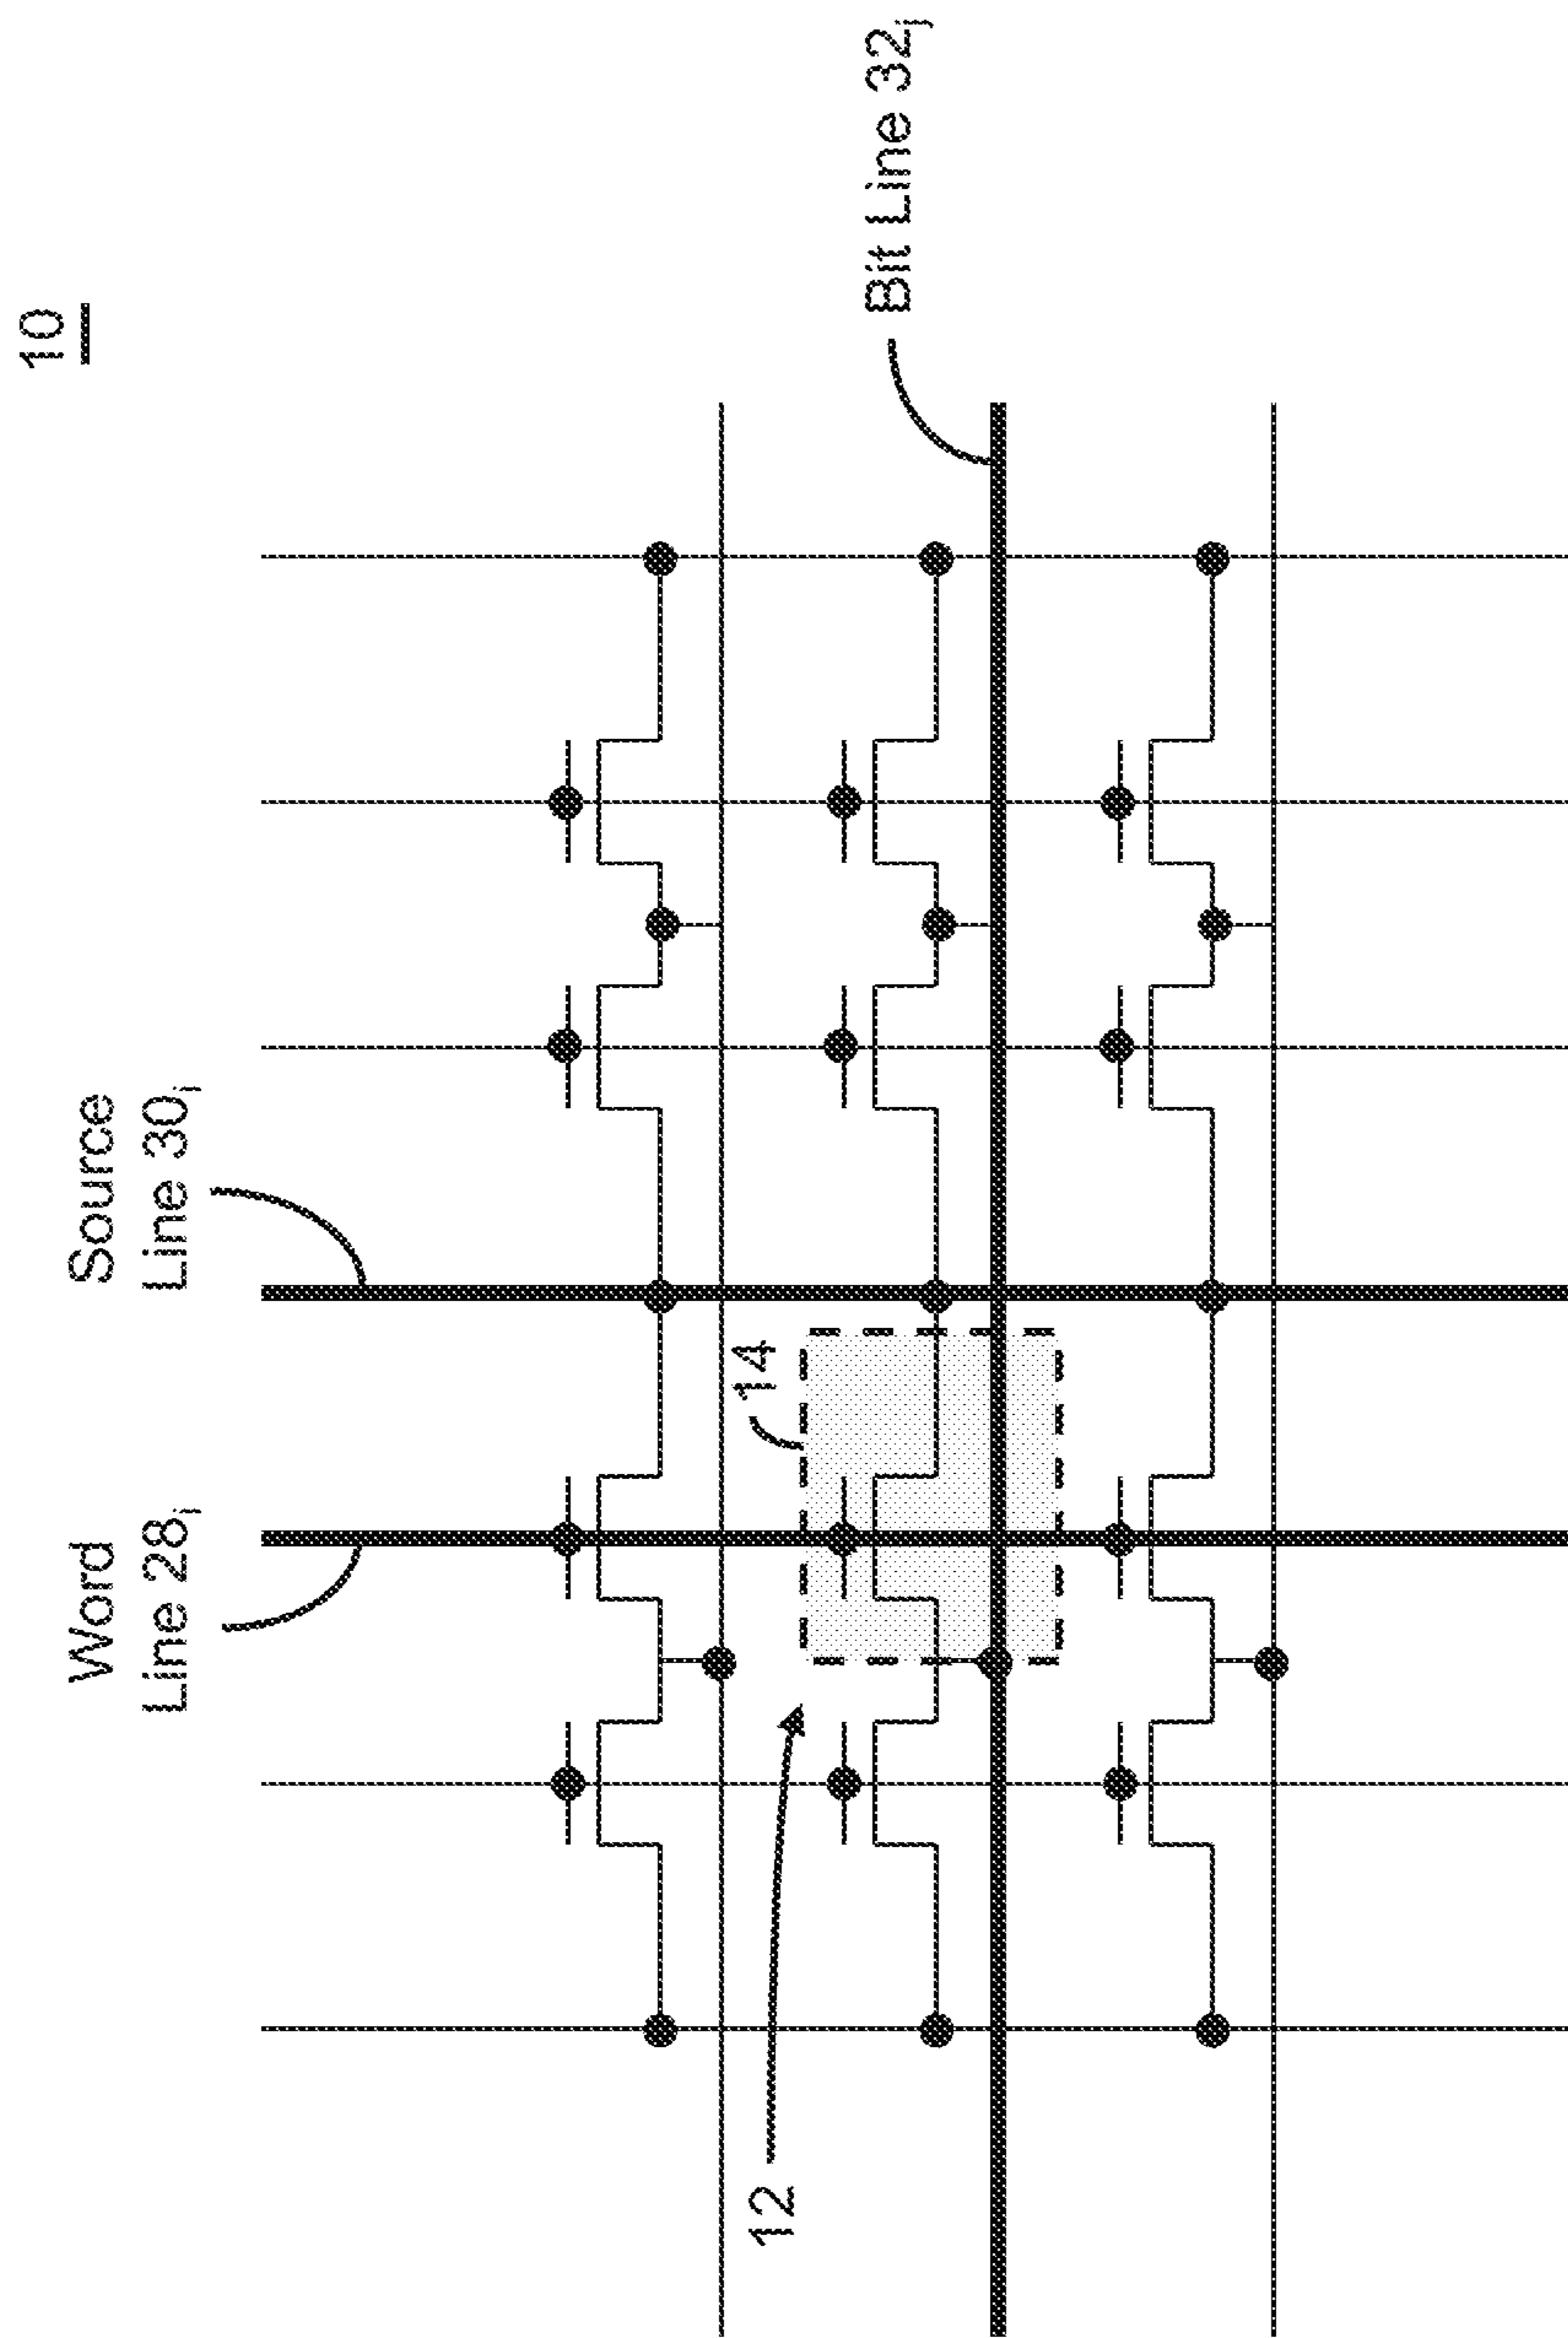 10
Word
Line 28ᵢ
Source
Line 30ᵢ
14
12
Bit Line 32ⱼ